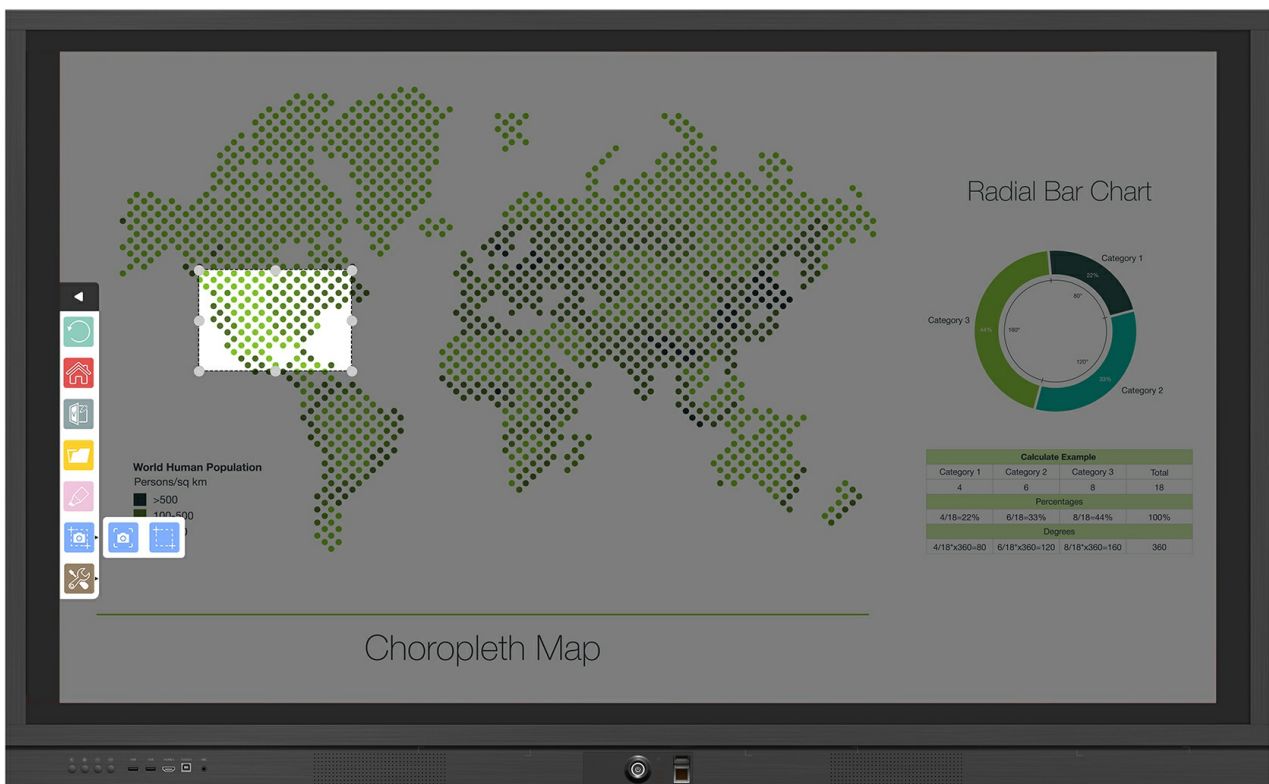 Radial Bar Chart
Category 1
22%
80°
Category 3
44%
160°
120°
33%
Category 2
World Human Population
Persons/sq km
>500
100-500
0
Calculate Example
Category 1 Category 2 Category 3 Total
4 6 8 18
Percentages
4/18=22% 6/18=33% 8/18=44% 100%
Degrees
4/18*x360=80 6/18*x360=120 8/18*x360=160 360
Choropleth Map